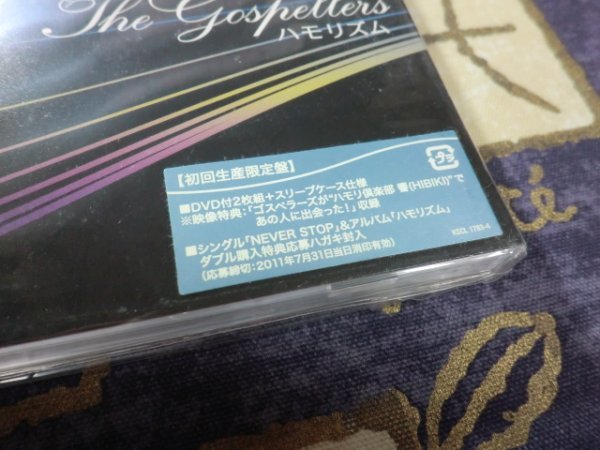 The Gospellers
ハモリズム
【初回生産限定盤】
プラ
■DVD付2枚組+スリーブケース仕様
※映像特典:「ゴスペラーズが"ハモリ倶楽部 響(HIBIKI)"で
あの人に出会った!」収録
■シングル「NEVER STOP」&アルバム「ハモリズム」
ダブル購入特典応募ハガキ封入
(応募締切:2011年7月31日当日消印有効)
KSCL 1783-4